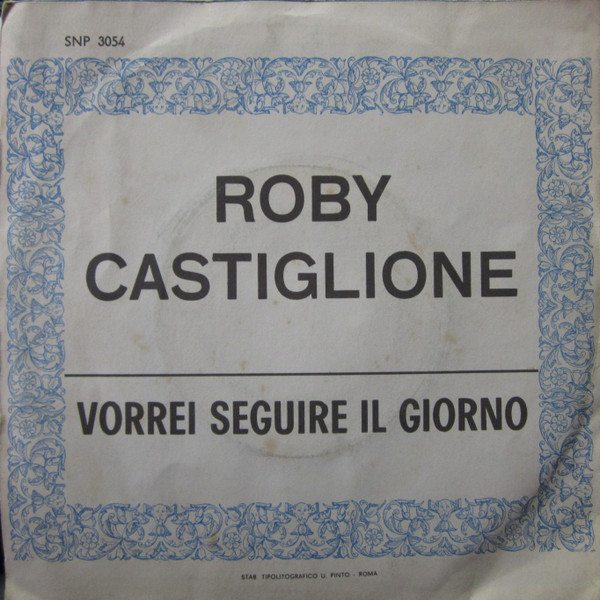 SNP 3054
ROBY
CASTIGLIONE
VORREI SEGUIRE IL GIORNO
STAB TIPOLITOGRAFICO U. PINTO - ROMA